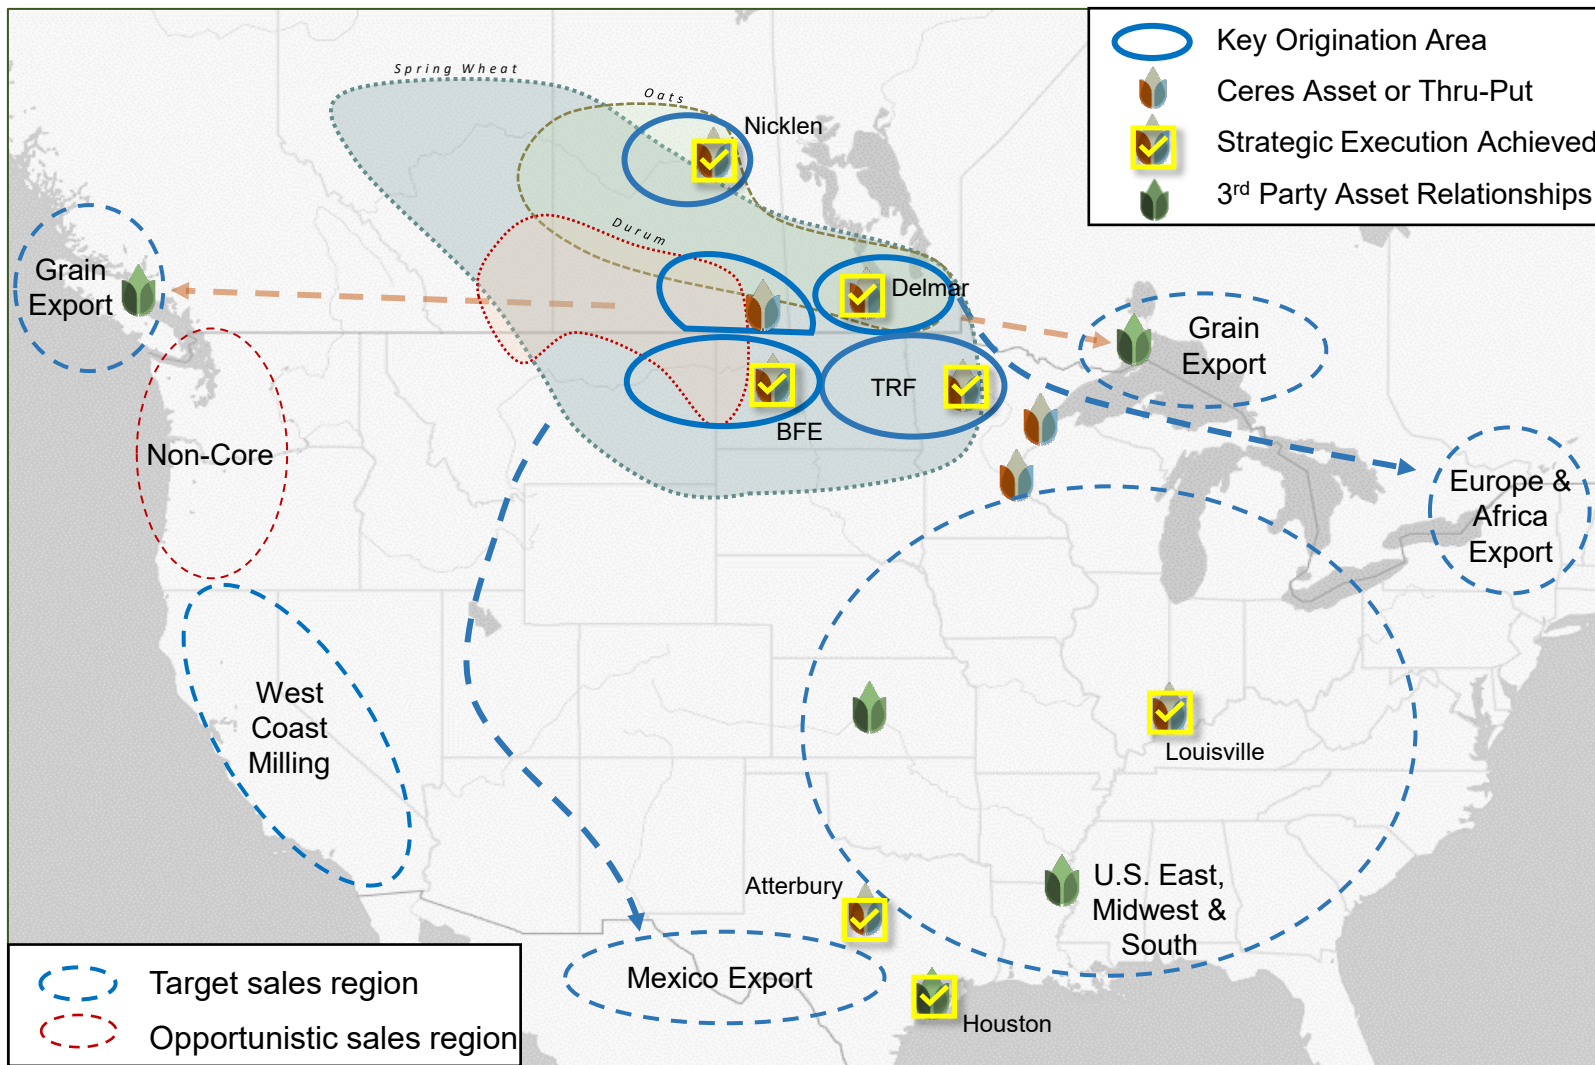 Spring Wheat
Oats
Nicklen
Durum
Delmar
TRF
BFE
Key Origination Area
Ceres Asset or Thru-Put
Strategic Execution Achieved
3rd Party Asset Relationships
Grain
Export
Grain
Export
Non-Core
Europe &
Africa
Export
West
Coast
Milling
Louisville
Atterbury
U.S. East,
Midwest &
South
Mexico Export
Houston
Target sales region
Opportunistic sales region